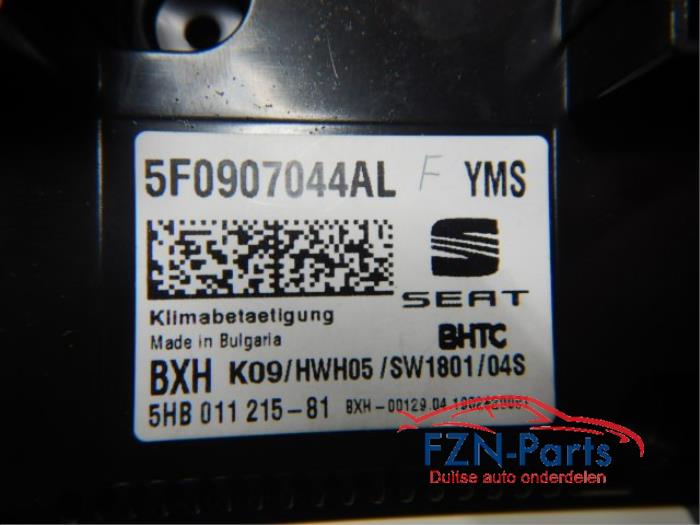 5F0907044AL F YMS
SEAT
Klimabetaetigung
Made in Bulgaria BHTC
BXH K09/HWH05/SW1801/04S
5HB 011 215-81
FZN-Parts
Duitse auto onderdelen